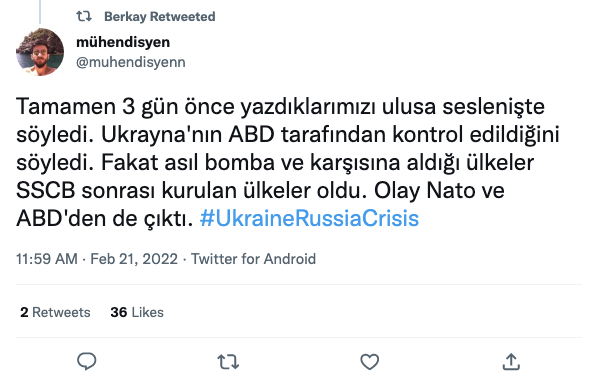 Berkay Retweeted
mühendisyen
@muhendisyenn
Tamamen 3 gün önce yazdıklarımızı ulusa seslenişte
söyledi. Ukrayna'nın ABD tarafından kontrol edildiğini
söyledi. Fakat asıl bomba ve karşısına aldığı ülkeler
SSCB sonrası kurulan ülkeler oldu. Olay Nato ve
ABD'den de çıktı. #UkraineRussiaCrisis
11:59 AM · Feb 21, 2022 · Twitter for Android
2 Retweets 36 Likes